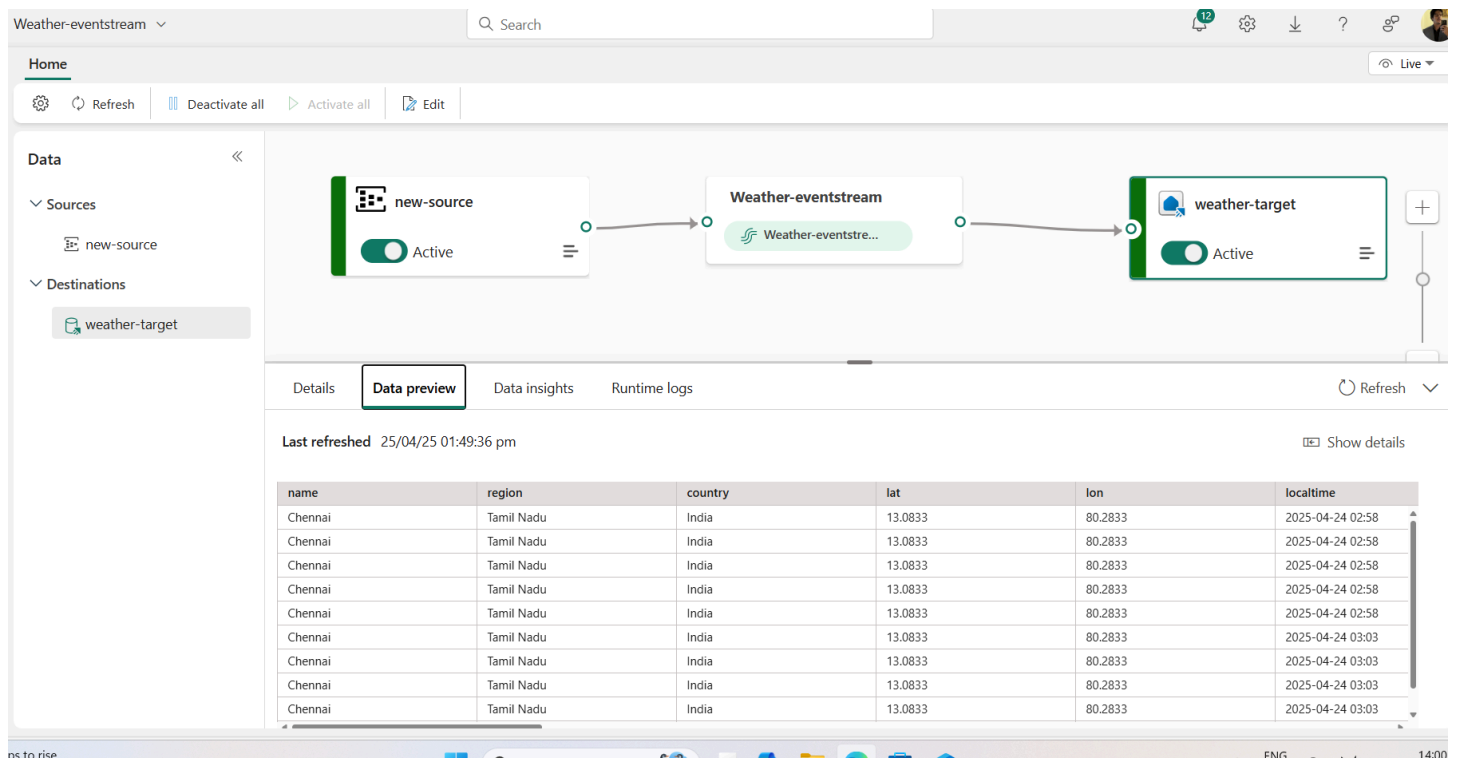 Weather-eventstream
Search
12
Home
Live
Refresh
Deactivate all
Activate all
Edit
Data
Sources
new-source
Destinations
weather-target
new-source
Active
Weather-eventstream
Weather-eventstre...
weather-target
Active
Details Data preview Data insights Runtime logs
Refresh
Last refreshed 25/04/25 01:49:36 pm
Show details
name region country lat lon localtime
Chennai Tamil Nadu India 13.0833 80.2833 2025-04-24 02:58
Chennai Tamil Nadu India 13.0833 80.2833 2025-04-24 02:58
Chennai Tamil Nadu India 13.0833 80.2833 2025-04-24 02:58
Chennai Tamil Nadu India 13.0833 80.2833 2025-04-24 02:58
Chennai Tamil Nadu India 13.0833 80.2833 2025-04-24 02:58
Chennai Tamil Nadu India 13.0833 80.2833 2025-04-24 03:03
Chennai Tamil Nadu India 13.0833 80.2833 2025-04-24 03:03
Chennai Tamil Nadu India 13.0833 80.2833 2025-04-24 03:03
Chennai Tamil Nadu India 13.0833 80.2833 2025-04-24 03:03
to rise
ENG
14:00